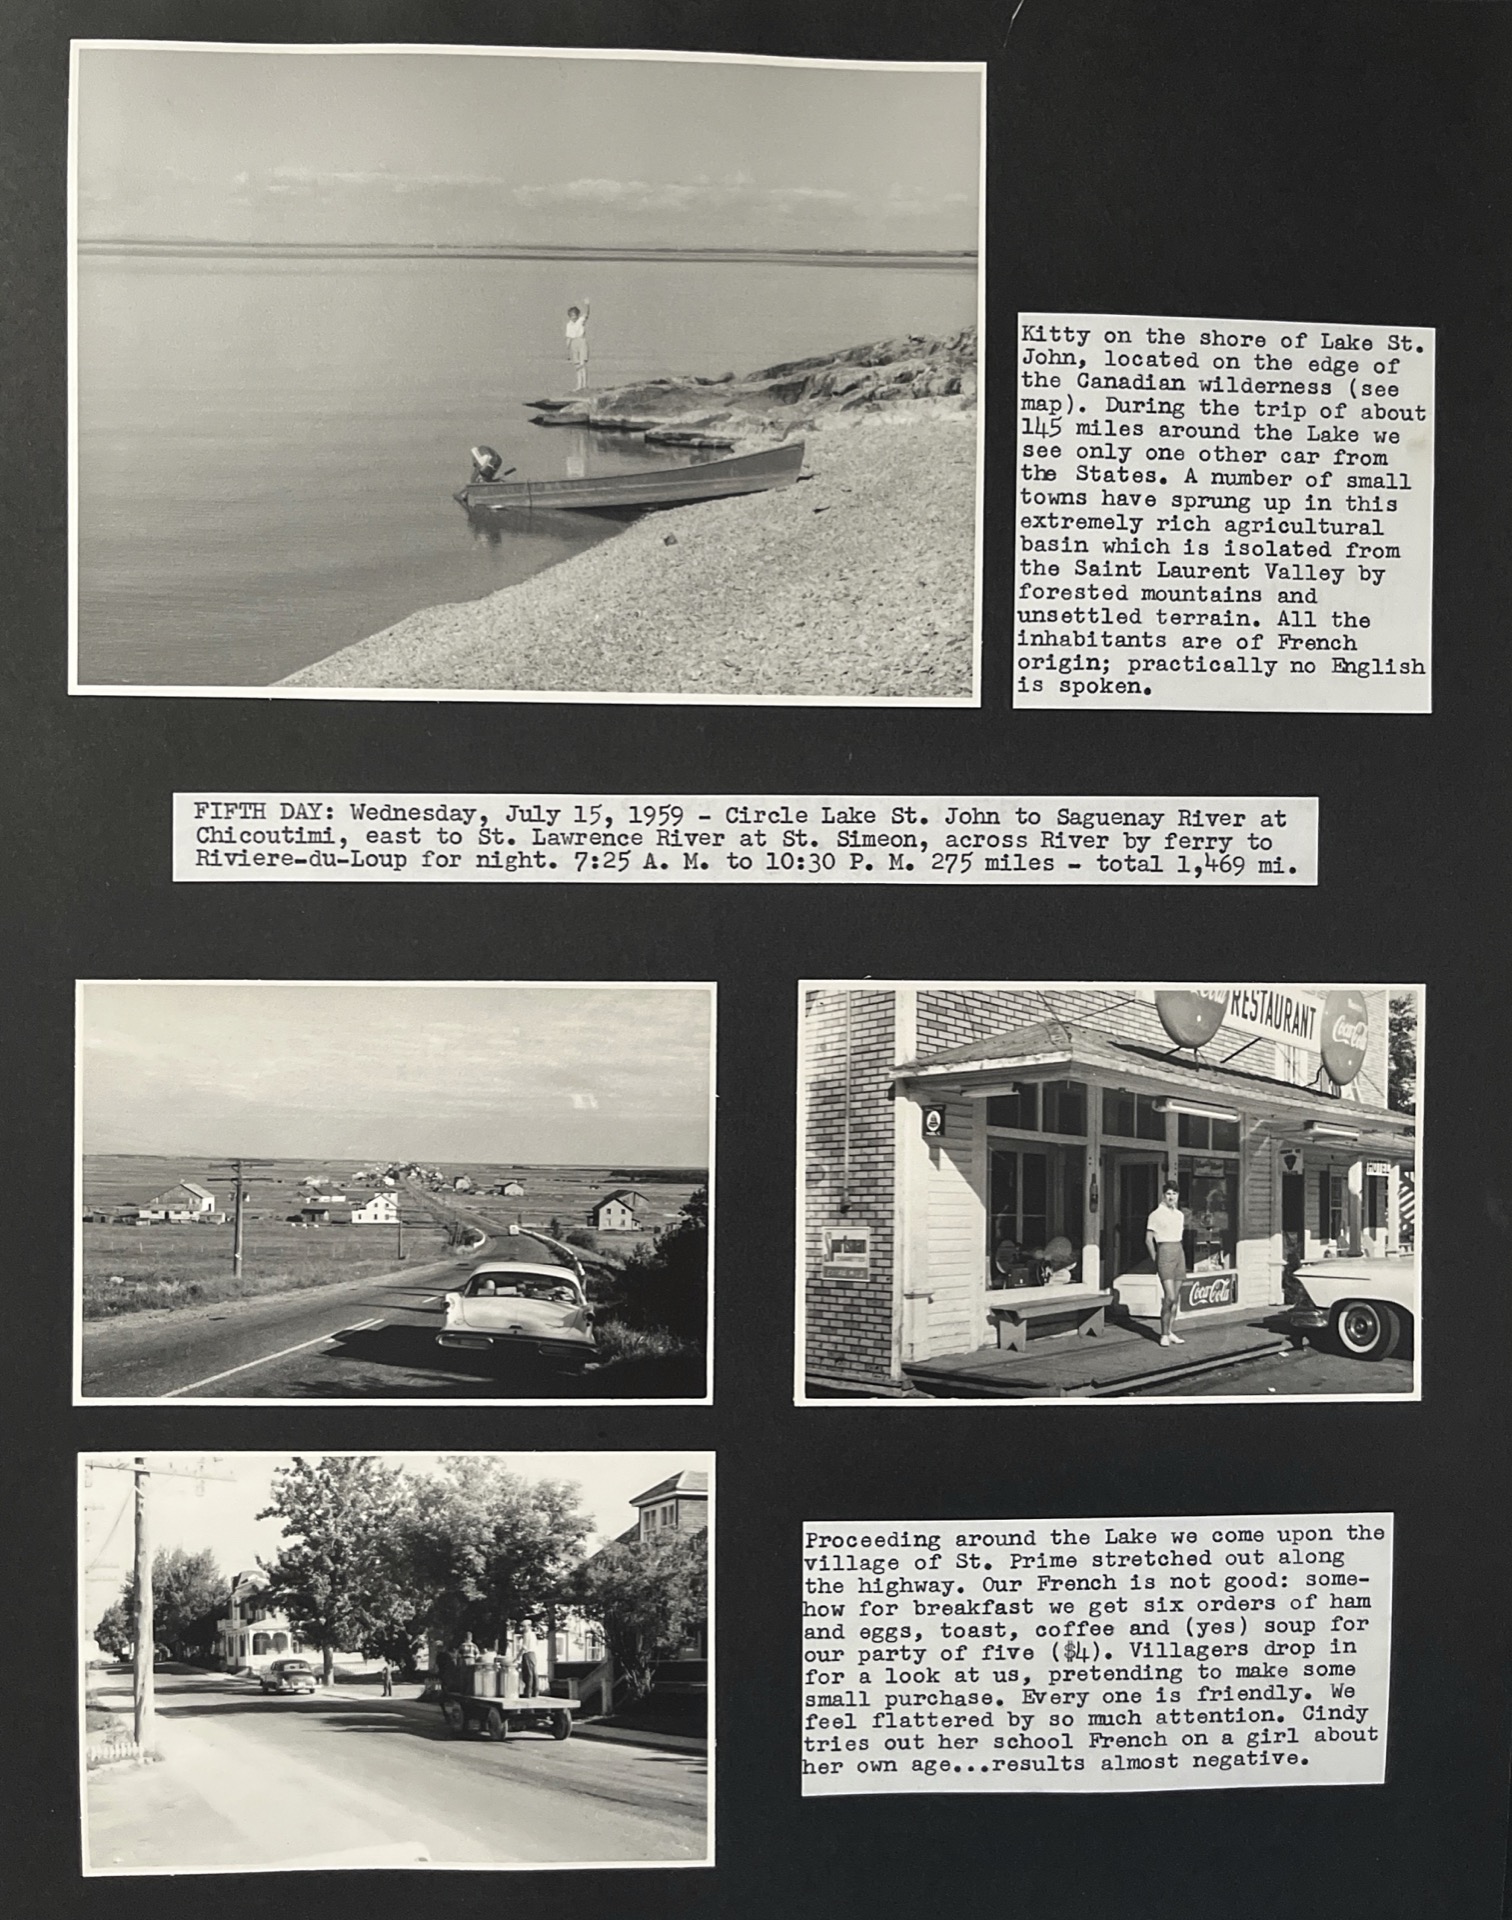 Kitty on the shore of Lake St.
John, located on the edge of
the Canadian wilderness (see
map). During the trip of about
145 miles around the Lake we
see only one other car from
the States. A number of small
towns have sprung up in this
extremely rich agricultural
basin which is isolated from
the Saint Laurent Valley by
forested mountains and
unsettled terrain. All the
inhabitants are of French
origin; practically no English
is spoken.
FIFTH DAY: Wednesday, July 15, 1959 - Circle Lake St. John to Saguenay River at
Chicoutimi, east to St. Lawrence River at St. Simeon, across River by ferry to
Riviere-du-Loup for night. 7:25 A. M. to 10:30 P. M. 275 miles - total 1,469 mi.
RESTAURANT
Coca-Cola
HOTEL
Coca-Cola
Proceeding around the Lake we come upon the
village of St. Prime stretched out along
the highway. Our French is not good: some-
how for breakfast we get six orders of ham
and eggs, toast, coffee and (yes) soup for
our party of five ($4). Villagers drop in
for a look at us, pretending to make some
small purchase. Every one is friendly. We
feel flattered by so much attention. Cindy
tries out her school French on a girl about
her own age...results almost negative.